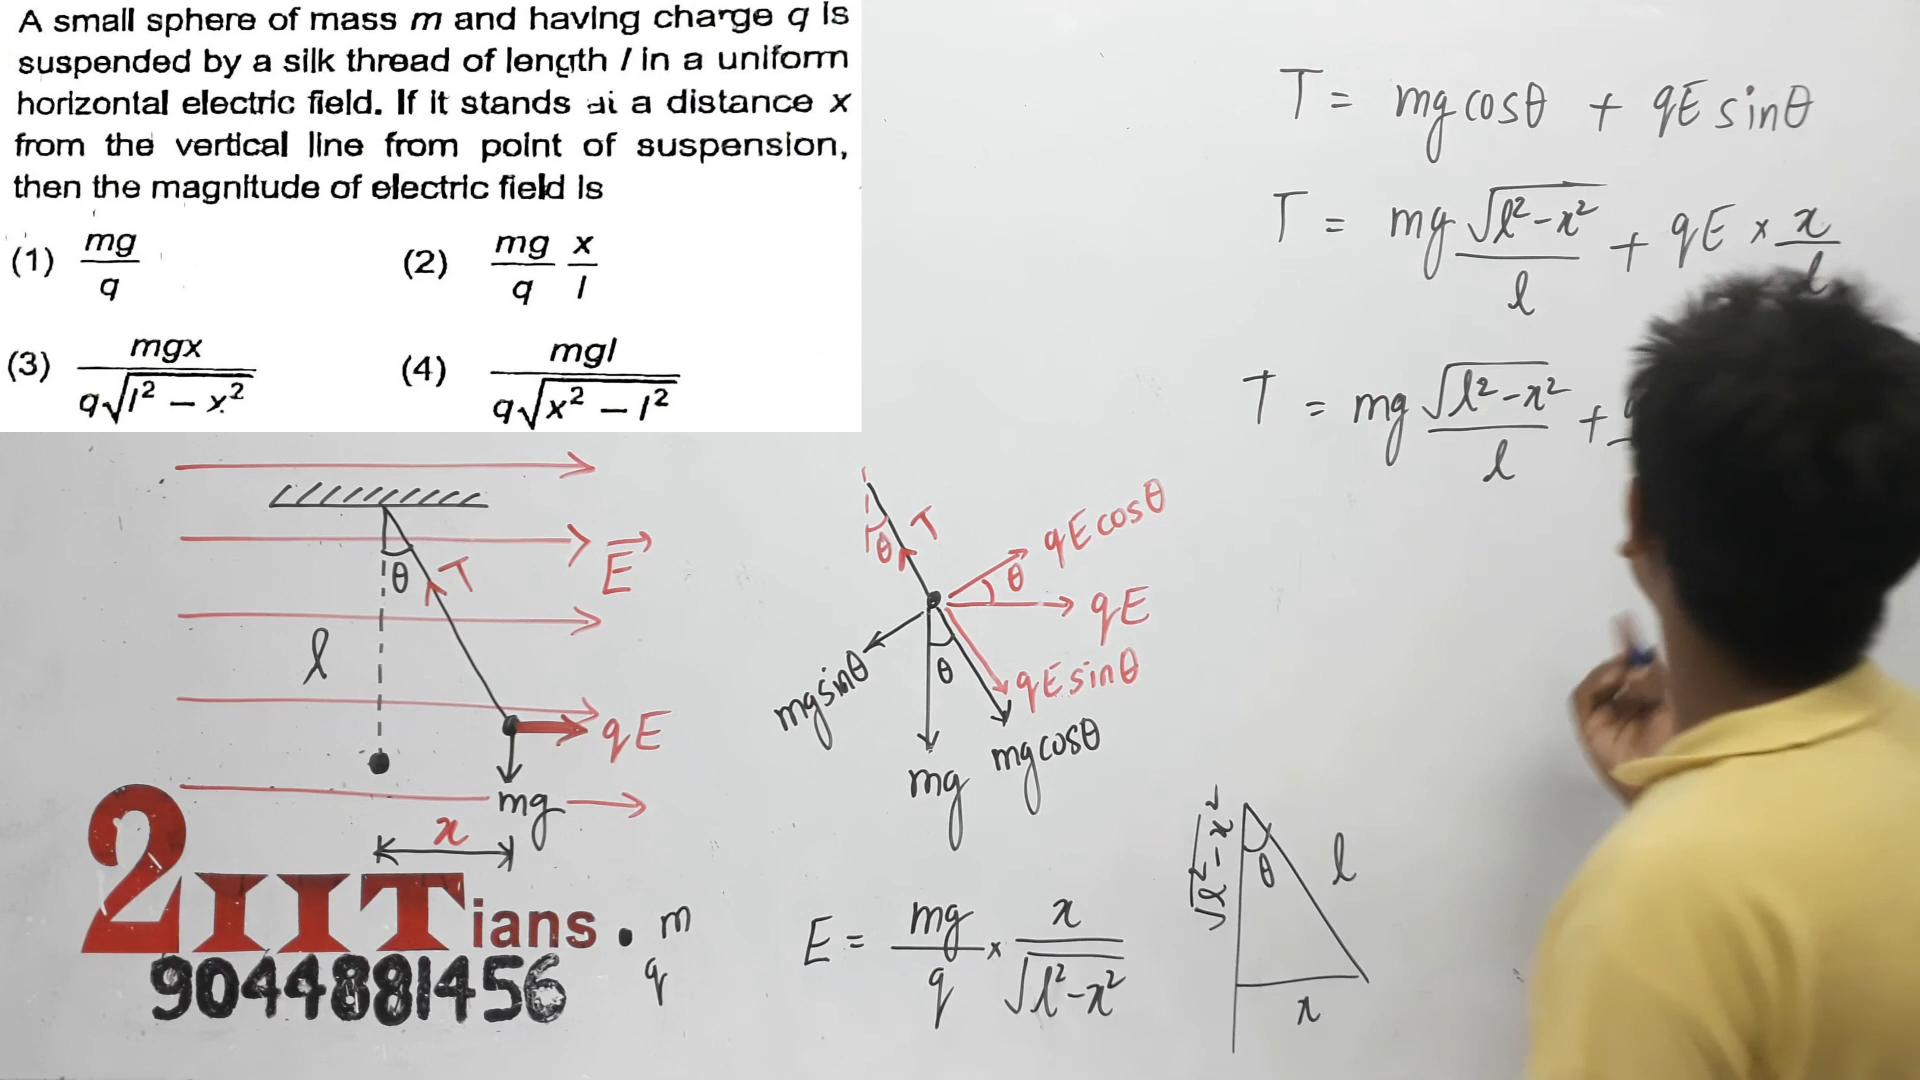 A small sphere of mass m and having charge q is
suspended by a silk thread of length l in a uniform
horizontal electric field. If it stands at a distance x
from the vertical line from point of suspension,
then the magnitude of electric field is
(1) mg/q
(2) mg/q x/l
(3) mgx/q√l² – x²
(4) mgl/q√x² – l²
T = mg cosθ + qE sinθ
T = mg √l²-x²/l + qE × x/l
T = mg √l²-x²/l +
θ
T
E
l
qE
mg
x
θ
T
qE cosθ
θ
qE
mg sinθ
θ
qE sinθ
mg cosθ
mg
2IITians.
9044881456
m
q
E = mg/q × x/√l²-x²
√l²-x²
θ
l
x